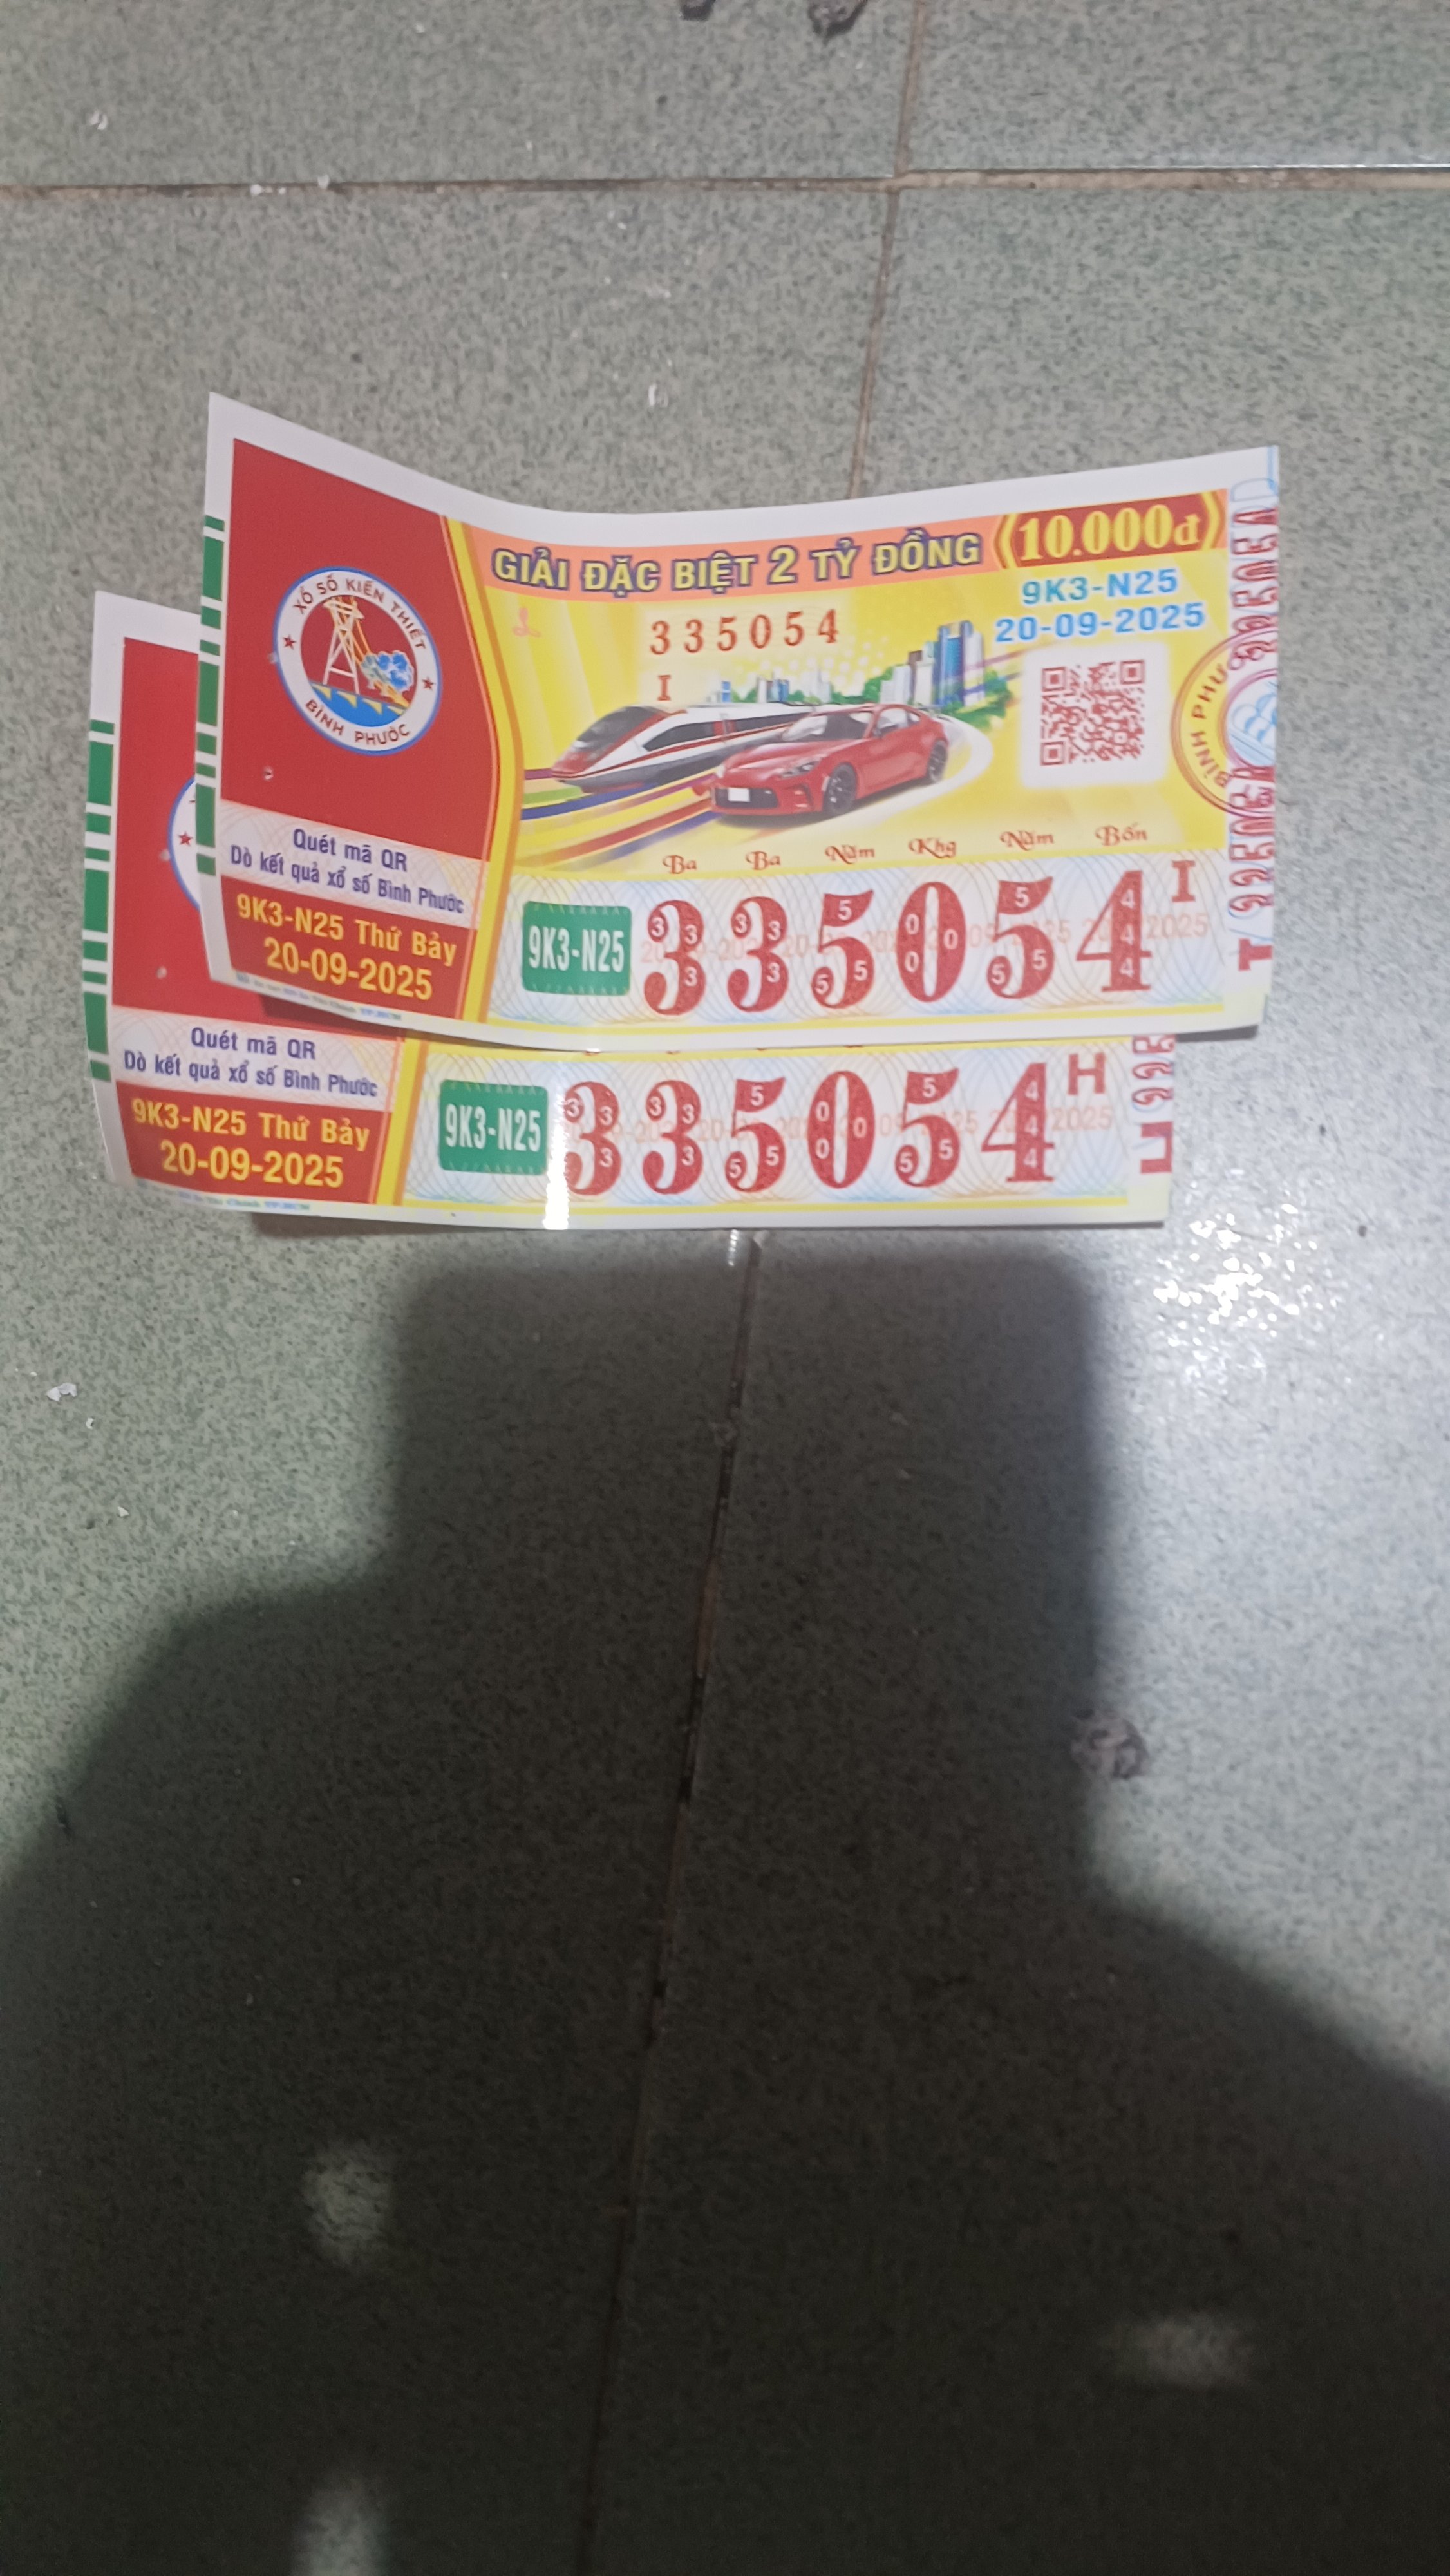 GIẢI ĐẶC BIỆT 2 TỶ ĐỒNG
10.000đ
9K3-N25
20-09-2025
335054
I
XỔ SỐ KIẾN THIẾT
BÌNH PHƯỚC
BÌNH PHƯ
Quét mã QR
Dò kết quả xổ số Bình Phước
9K3-N25 Thứ Bảy
20-09-2025
Ba Ba Năm Khg Năm Bốn
9K3-N25
335054
I
Quét mã QR
Dò kết quả xổ số Bình Phước
9K3-N25 Thứ Bảy
20-09-2025
9K3-N25
335054
H